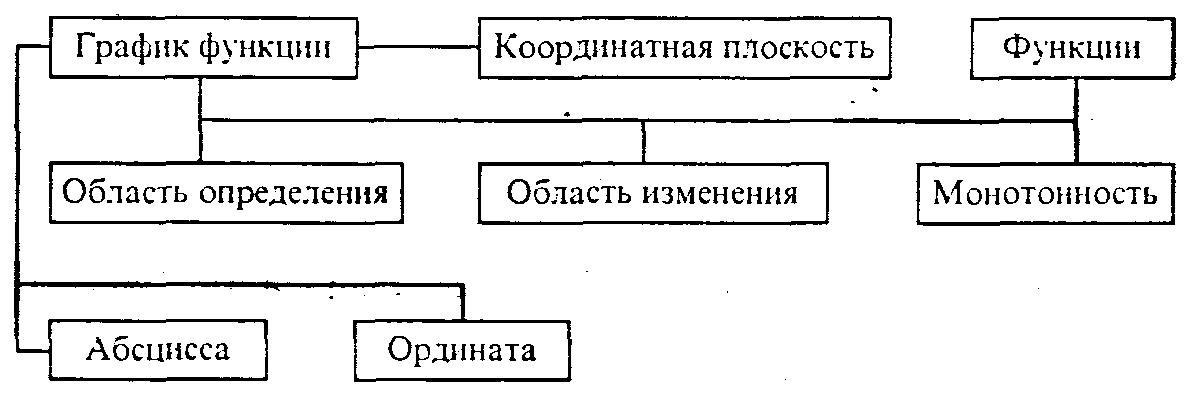 График функции
Координатная плоскость
Функции
Область определения
Область изменения
Монотонность
Абсцисса
Ордината